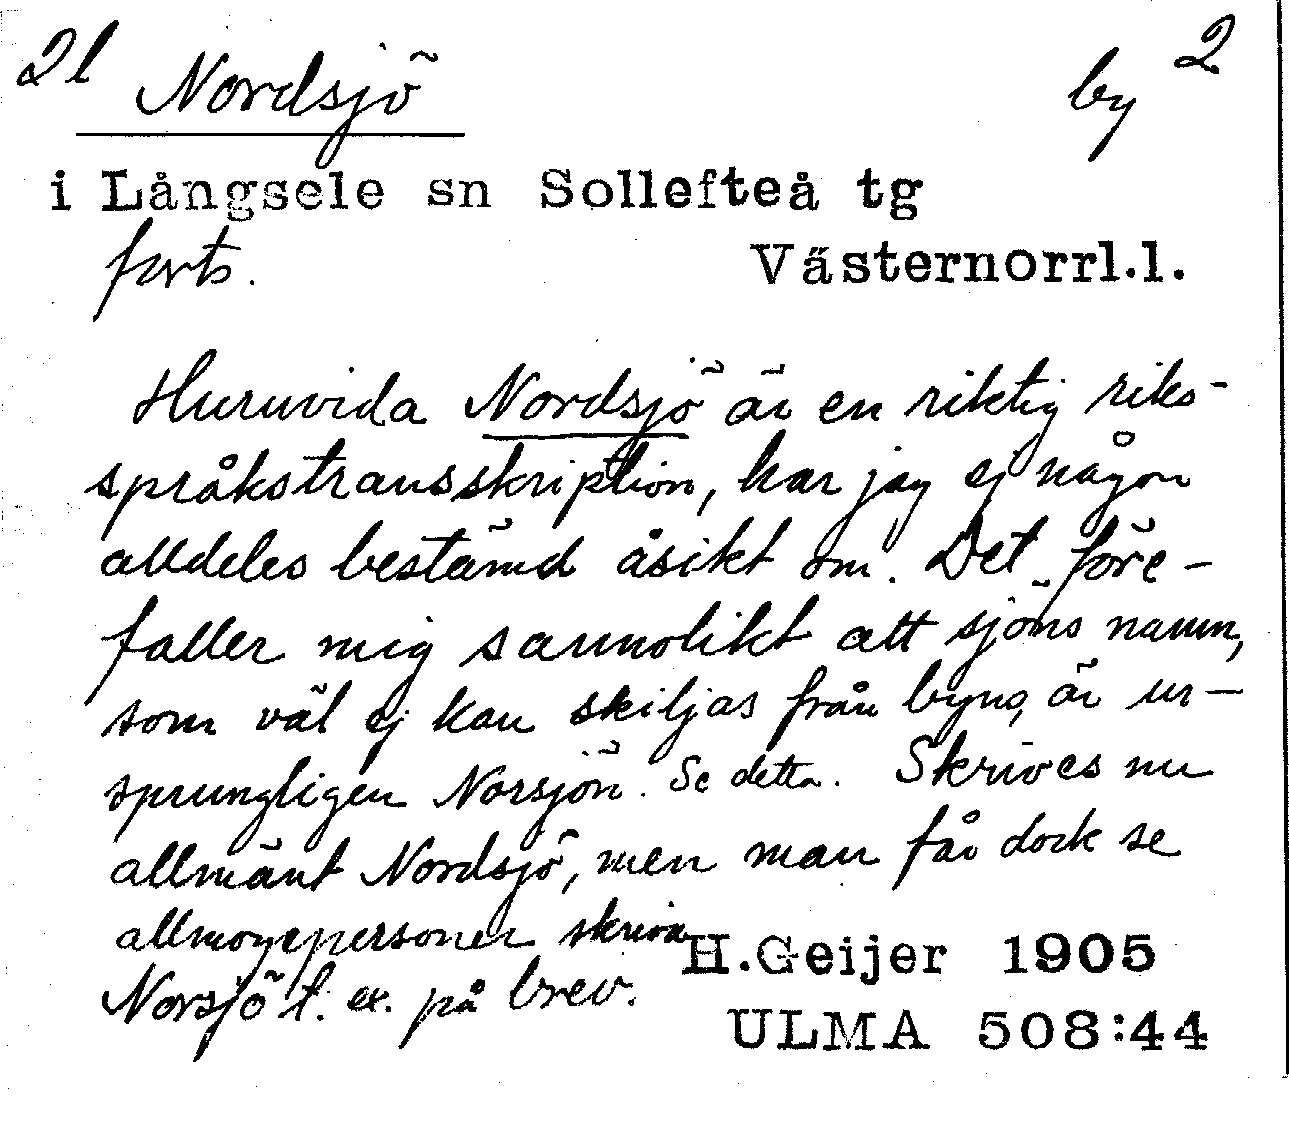 2l Nordsjö by 2
i Långsele sn Sollefteå tg
forts. Västernorrl.l.
Huruvida Nordsjö är en riktig riks-
språkstransskription, har jag ej någon
alldeles bestämd åsikt om. Det före-
faller mig sannolikt att sjöns namn,
som väl ej kan skiljas från byns, är ur-
sprungligen Norsjön. Se detta. Skrives nu
allmänt Nordsjö, men man får dock se
allmogepersoner skriva
Norsjö t. ex. på brev.
H.Geijer 1905
ULMA 508:44